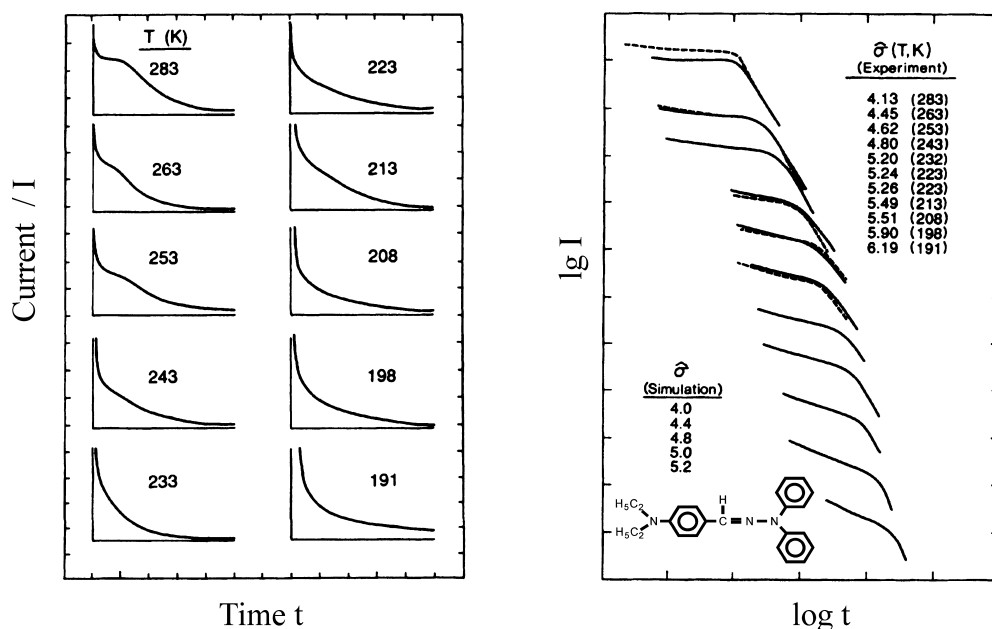 Current / I
T (K)
283
263
253
243
233
223
213
208
198
191
Time t
lg I
σ̂ (T,K)
(Experiment)
4.13 (283)
4.45 (263)
4.62 (253)
4.80 (243)
5.20 (232)
5.24 (223)
5.26 (223)
5.49 (213)
5.51 (208)
5.90 (198)
6.19 (191)
σ̂
(Simulation)
4.0
4.4
4.8
5.0
5.2
H
H₅C₂
N
C
N
N
H₅C₂
log t